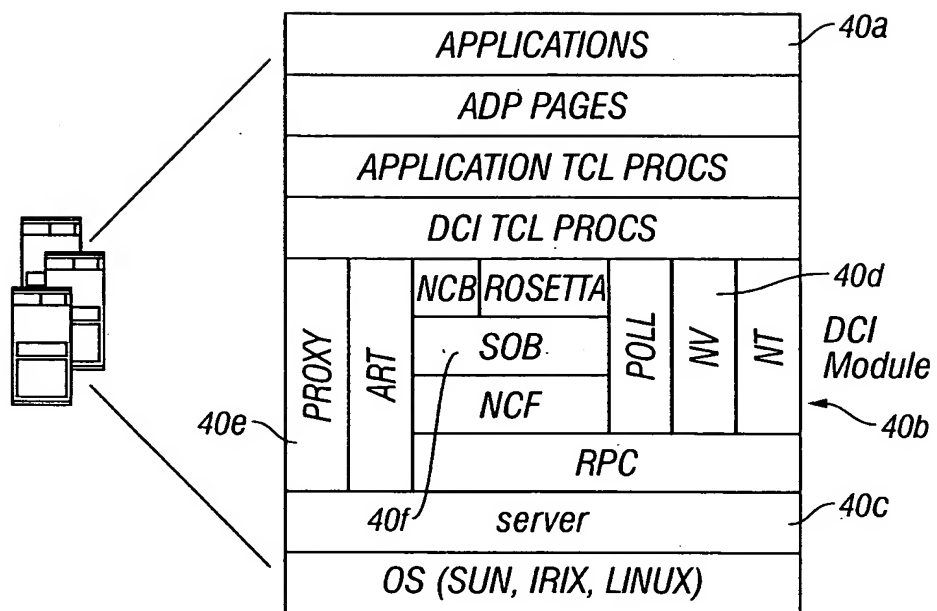 APPLICATIONS
40a
ADP PAGES
APPLICATION TCL PROCS
DCI TCL PROCS
PROXY
ART
NCB
ROSETTA
SOB
NCF
POLL
NV
NT
40d
DCI
Module
40b
40e
RPC
40f
server
40c
OS (SUN, IRIX, LINUX)